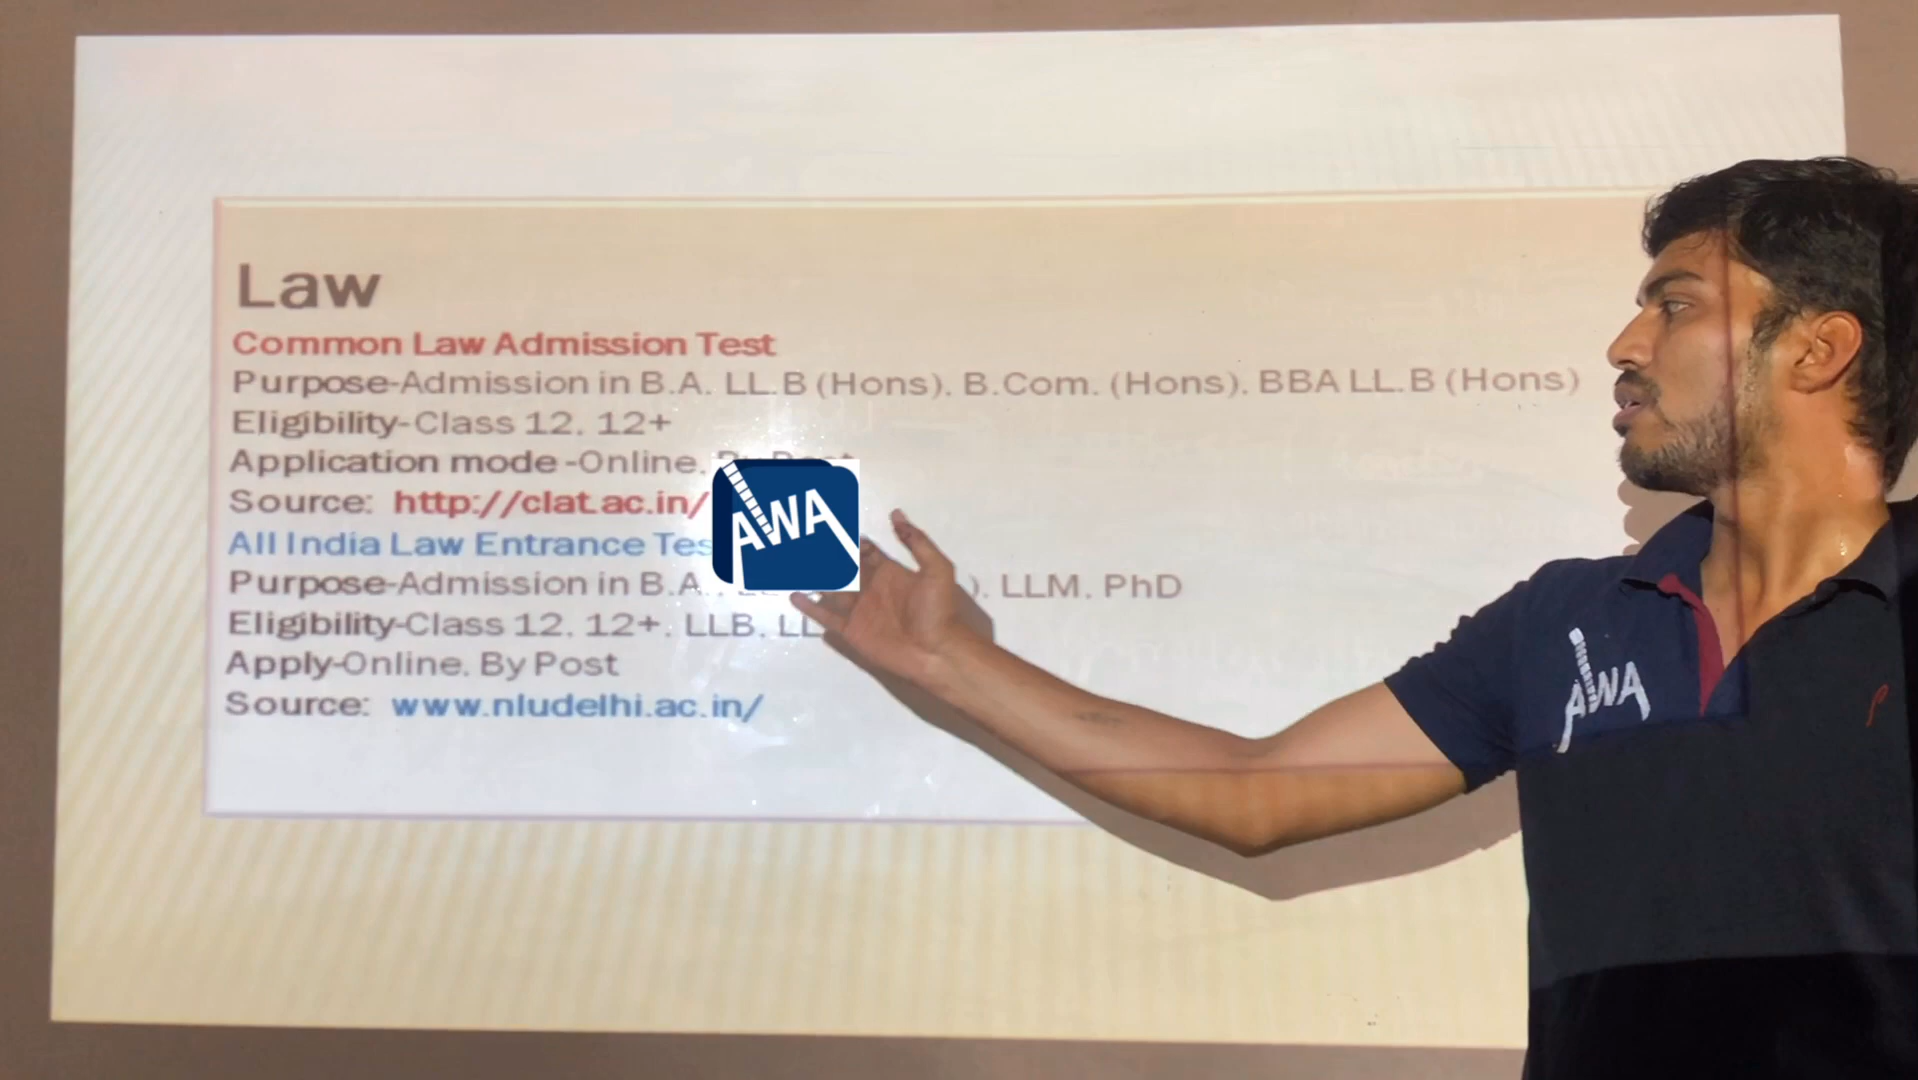 Law
Common Law Admission Test
Purpose-Admission in B.A. LL.B (Hons). B.Com. (Hons). BBA LL.B (Hons)
Eligibility-Class 12. 12+
Application mode -Online.
Source: http://clat.ac.in/
AWA
All India Law Entrance
Purpose-Admission in B.A. ). LLM. PhD
Eligibility-Class 12. 12+. LLB.
Apply-Online. By Post
Source: www.nludelhi.ac.in/
AWA